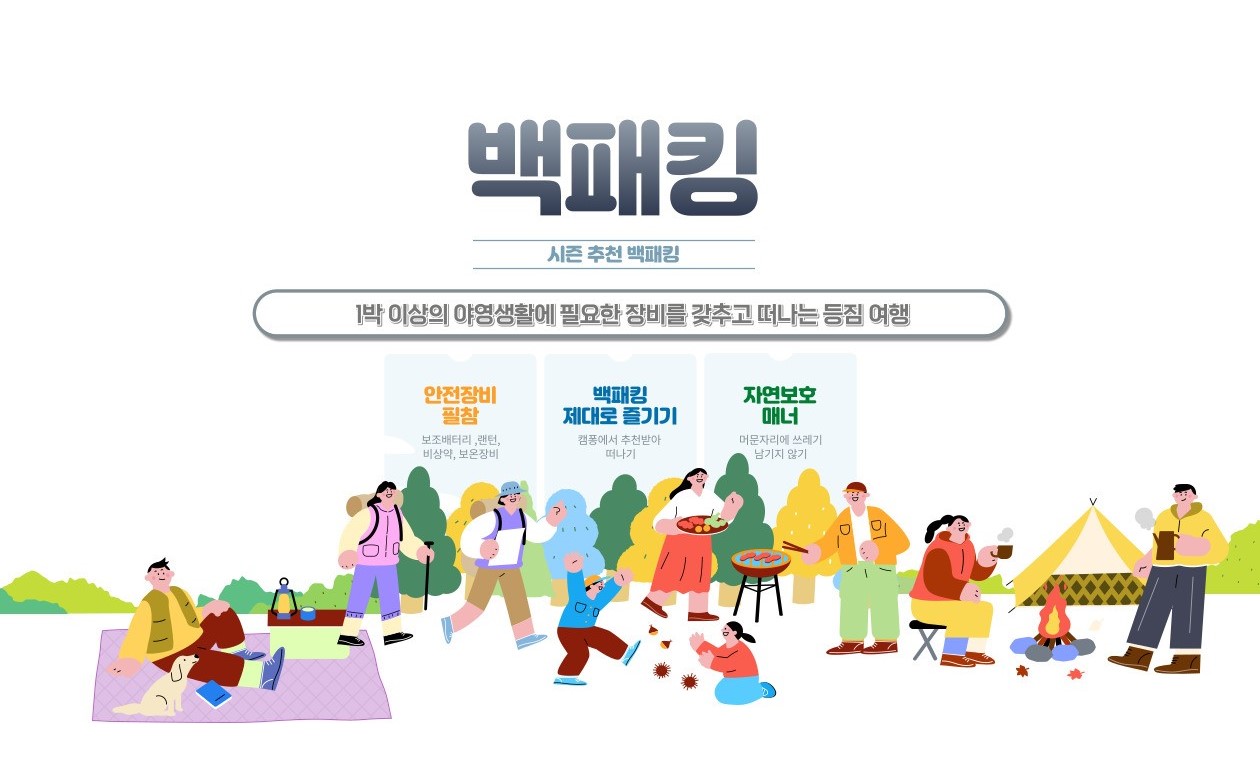 백패킹
시즌 추천 백패킹
1박 이상의 야영생활에 필요한 장비를 갖추고 떠나는 등짐 여행
안전장비
필참
보조배터리 ,랜턴,
비상약, 보온장비
백패킹
제대로 즐기기
캠퐁에서 추천받아
떠나기
자연보호
매너
머문자리에 쓰레기
남기지 않기